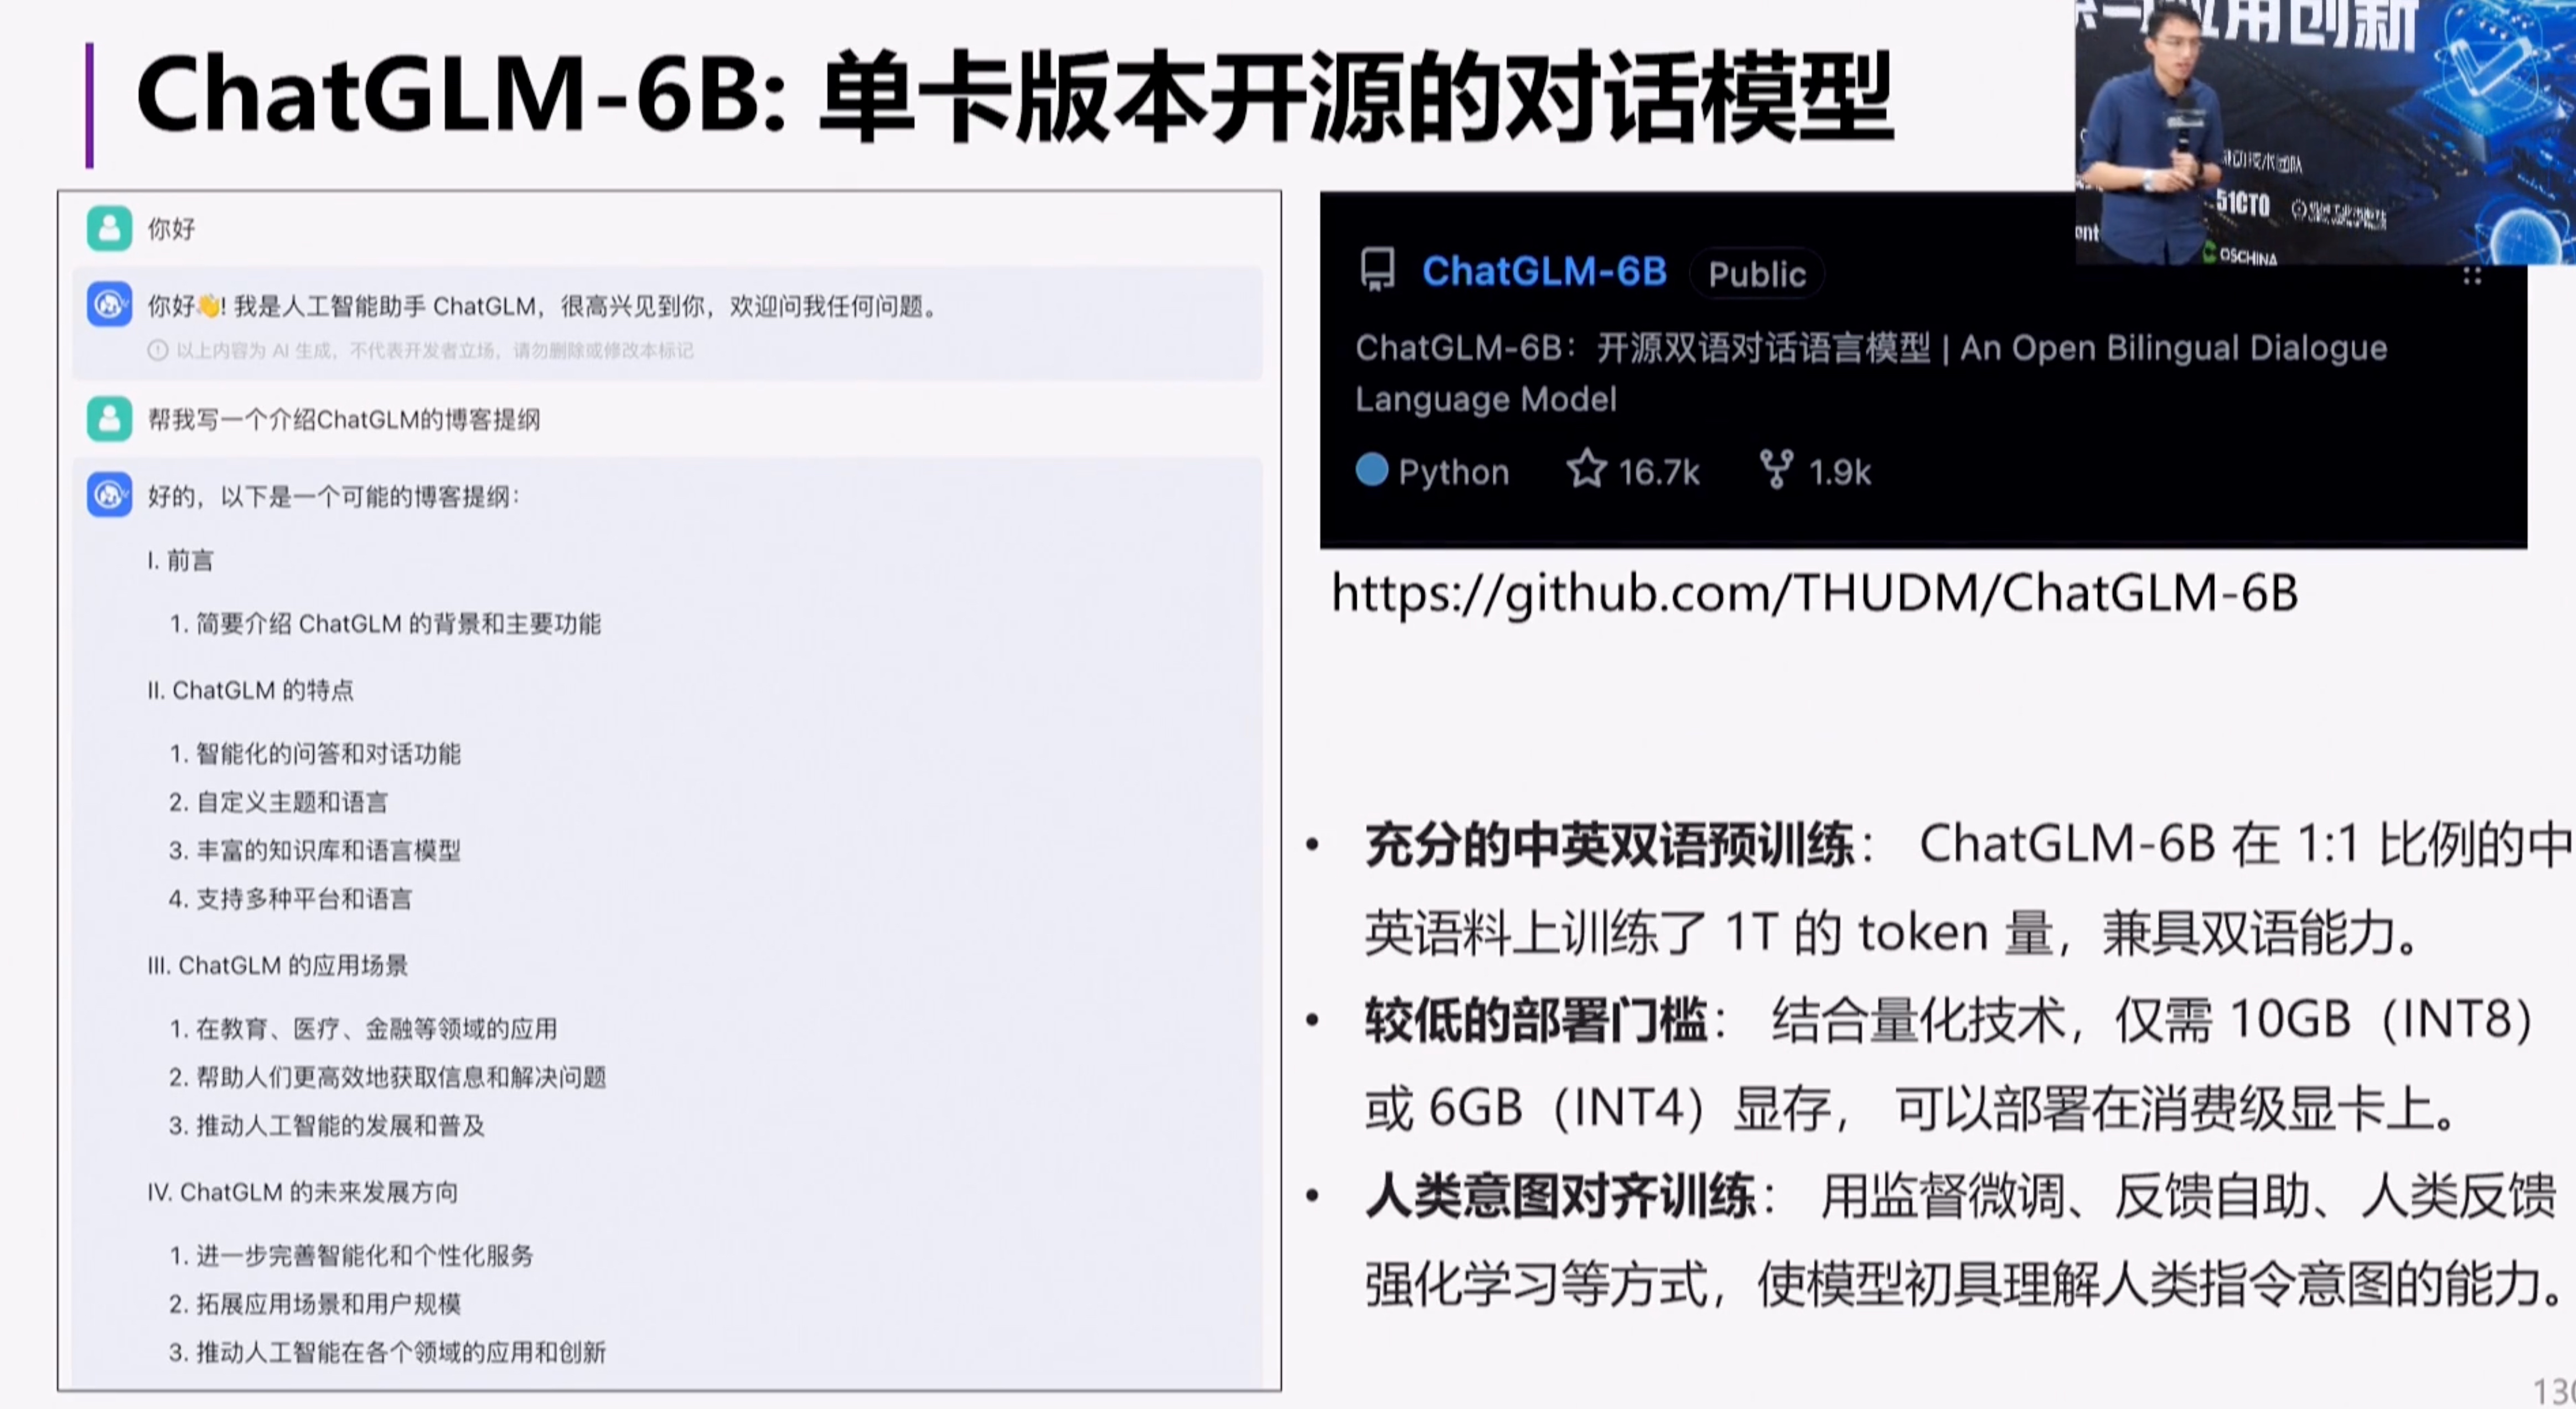 ChatGLM-6B: 单卡版本开源的对话模型
你好
你好👋! 我是人工智能助手 ChatGLM，很高兴见到你，欢迎问我任何问题。
以上内容为 AI 生成，不代表开发者立场，请勿删除或修改本标记
帮我写一个介绍ChatGLM的博客提纲
好的，以下是一个可能的博客提纲：
I. 前言
1. 简要介绍 ChatGLM 的背景和主要功能
II. ChatGLM 的特点
1. 智能化的问答和对话功能
2. 自定义主题和语言
3. 丰富的知识库和语言模型
4. 支持多种平台和语言
III. ChatGLM 的应用场景
1. 在教育、医疗、金融等领域的应用
2. 帮助人们更高效地获取信息和解决问题
3. 推动人工智能的发展和普及
IV. ChatGLM 的未来发展方向
1. 进一步完善智能化和个性化服务
2. 拓展应用场景和用户规模
3. 推动人工智能在各个领域的应用和创新
应用创新
51CTO
OSCHINA
ChatGLM-6B Public
ChatGLM-6B：开源双语对话语言模型 | An Open Bilingual Dialogue
Language Model
Python 16.7k 1.9k
https://github.com/THUDM/ChatGLM-6B
• 充分的中英双语预训练： ChatGLM-6B 在 1:1 比例的中
英语料上训练了 1T 的 token 量，兼具双语能力。
• 较低的部署门槛： 结合量化技术，仅需 10GB（INT8）
或 6GB（INT4）显存， 可以部署在消费级显卡上。
• 人类意图对齐训练： 用监督微调、反馈自助、人类反馈
强化学习等方式，使模型初具理解人类指令意图的能力。